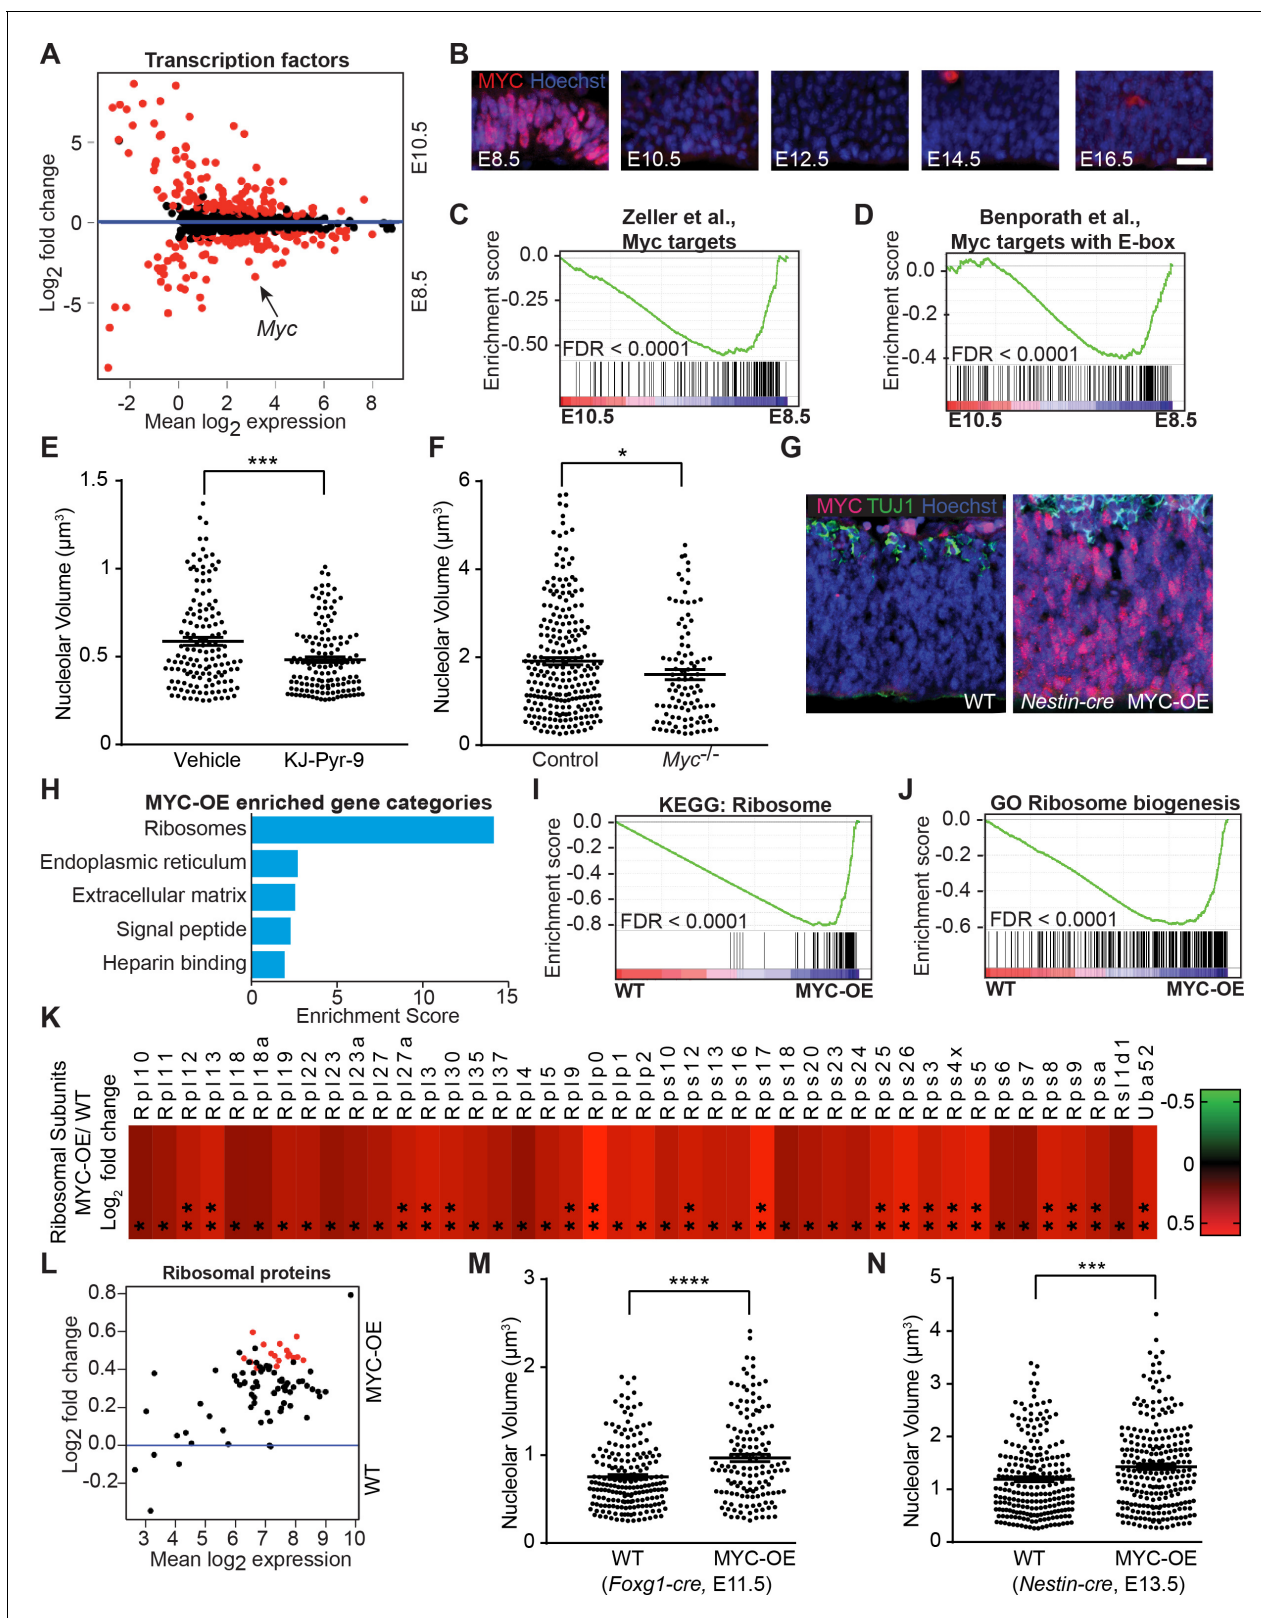 A
Transcription factors
Log2 fold change
5
0
-5
E10.5
E8.5
Myc
-2 0 2 4 6 8
Mean log2 expression
B
MYC Hoechst
E8.5
E10.5
E12.5
E14.5
E16.5
C
Zeller et al.,
Myc targets
Enrichment score
0.0
-0.25
-0.50
FDR < 0.0001
E10.5 E8.5
D
Benporath et al.,
Myc targets with E-box
Enrichment score
0.0
-0.2
-0.4
FDR < 0.0001
E10.5 E8.5
E
***
Nucleolar Volume (µm3)
1.5
1
0.5
0
Vehicle KJ-Pyr-9
F
*
Nucleolar Volume (µm3)
6
4
2
0
Control Myc-/-
G
MYC TUJ1 Hoechst
WT
Nestin-cre MYC-OE
H
MYC-OE enriched gene categories
Ribosomes
Endoplasmic reticulum
Extracellular matrix
Signal peptide
Heparin binding
0 5 10 15
Enrichment Score
I
KEGG: Ribosome
Enrichment score
0.0
-0.2
-0.4
-0.6
-0.8
FDR < 0.0001
WT MYC-OE
J
GO Ribosome biogenesis
Enrichment score
0.0
-0.2
-0.4
-0.6
FDR < 0.0001
WT MYC-OE
K
Ribosomal Subunits
MYC-OE/ WT
Log2 fold change
Rpl10
Rpl11
Rpl12
Rpl13
Rpl18
Rpl18a
Rpl19
Rpl22
Rpl23
Rpl23a
Rpl27
Rpl27a
Rpl3
Rpl30
Rpl35
Rpl37
Rpl4
Rpl5
Rpl9
Rplp0
Rplp1
Rplp2
Rps10
Rps12
Rps13
Rps16
Rps17
Rps18
Rps20
Rps23
Rps24
Rps25
Rps26
Rps3
Rps4x
Rps5
Rps6
Rps7
Rps8
Rps9
Rpsa
Rsl1d1
Uba52
* * ** ** * * * * * * * ** ** ** * * * * ** ** * * * ** * * ** * * * * ** ** ** ** ** * * ** ** ** * **
-0.5
0
0.5
L
Ribosomal proteins
Log2 fold change
0.8
0.6
0.4
0.2
0.0
-0.2
MYC-OE
WT
3 4 5 6 7 8 9 10
Mean log2 expression
M
****
Nucleolar Volume (µm3)
3
2
1
0
WT MYC-OE
(Foxg1-cre, E11.5)
N
***
Nucleolar Volume (µm3)
5
4
3
2
1
0
WT MYC-OE
(Nestin-cre, E13.5)